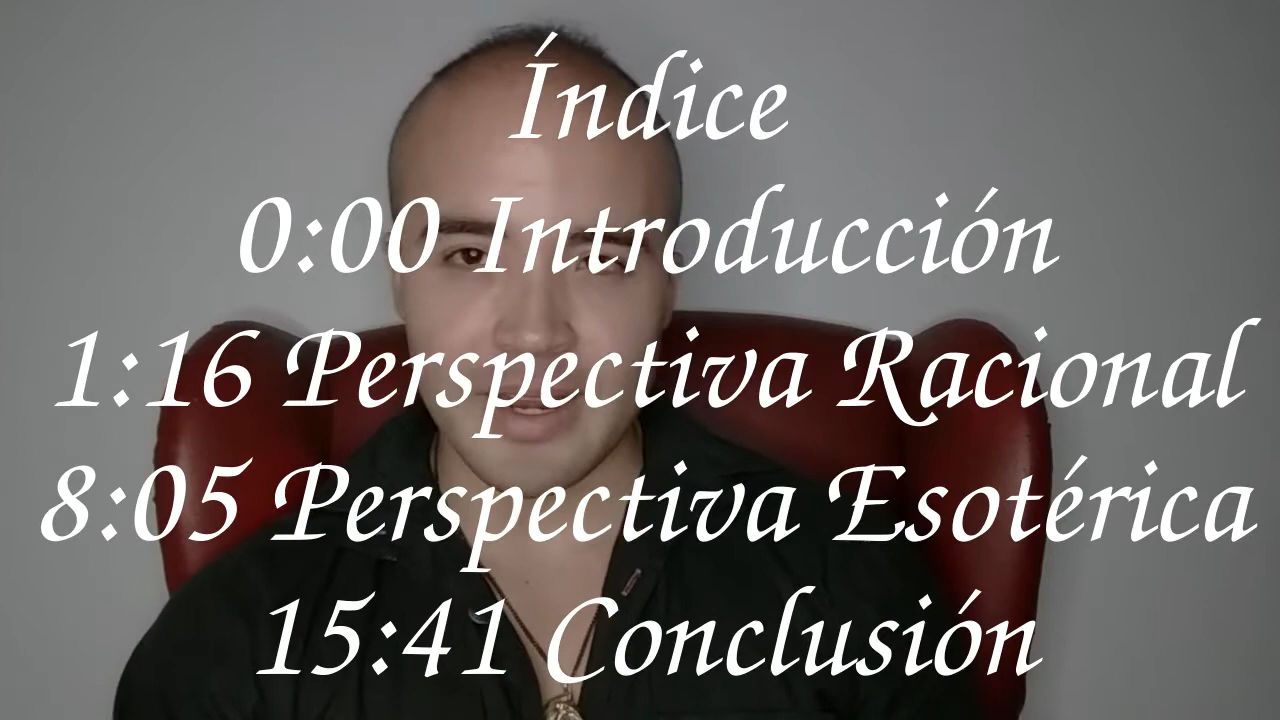 Índice
0:00 Introducción
1:16 Perspectiva Racional
8:05 Perspectiva Esotérica
15:41 Conclusión